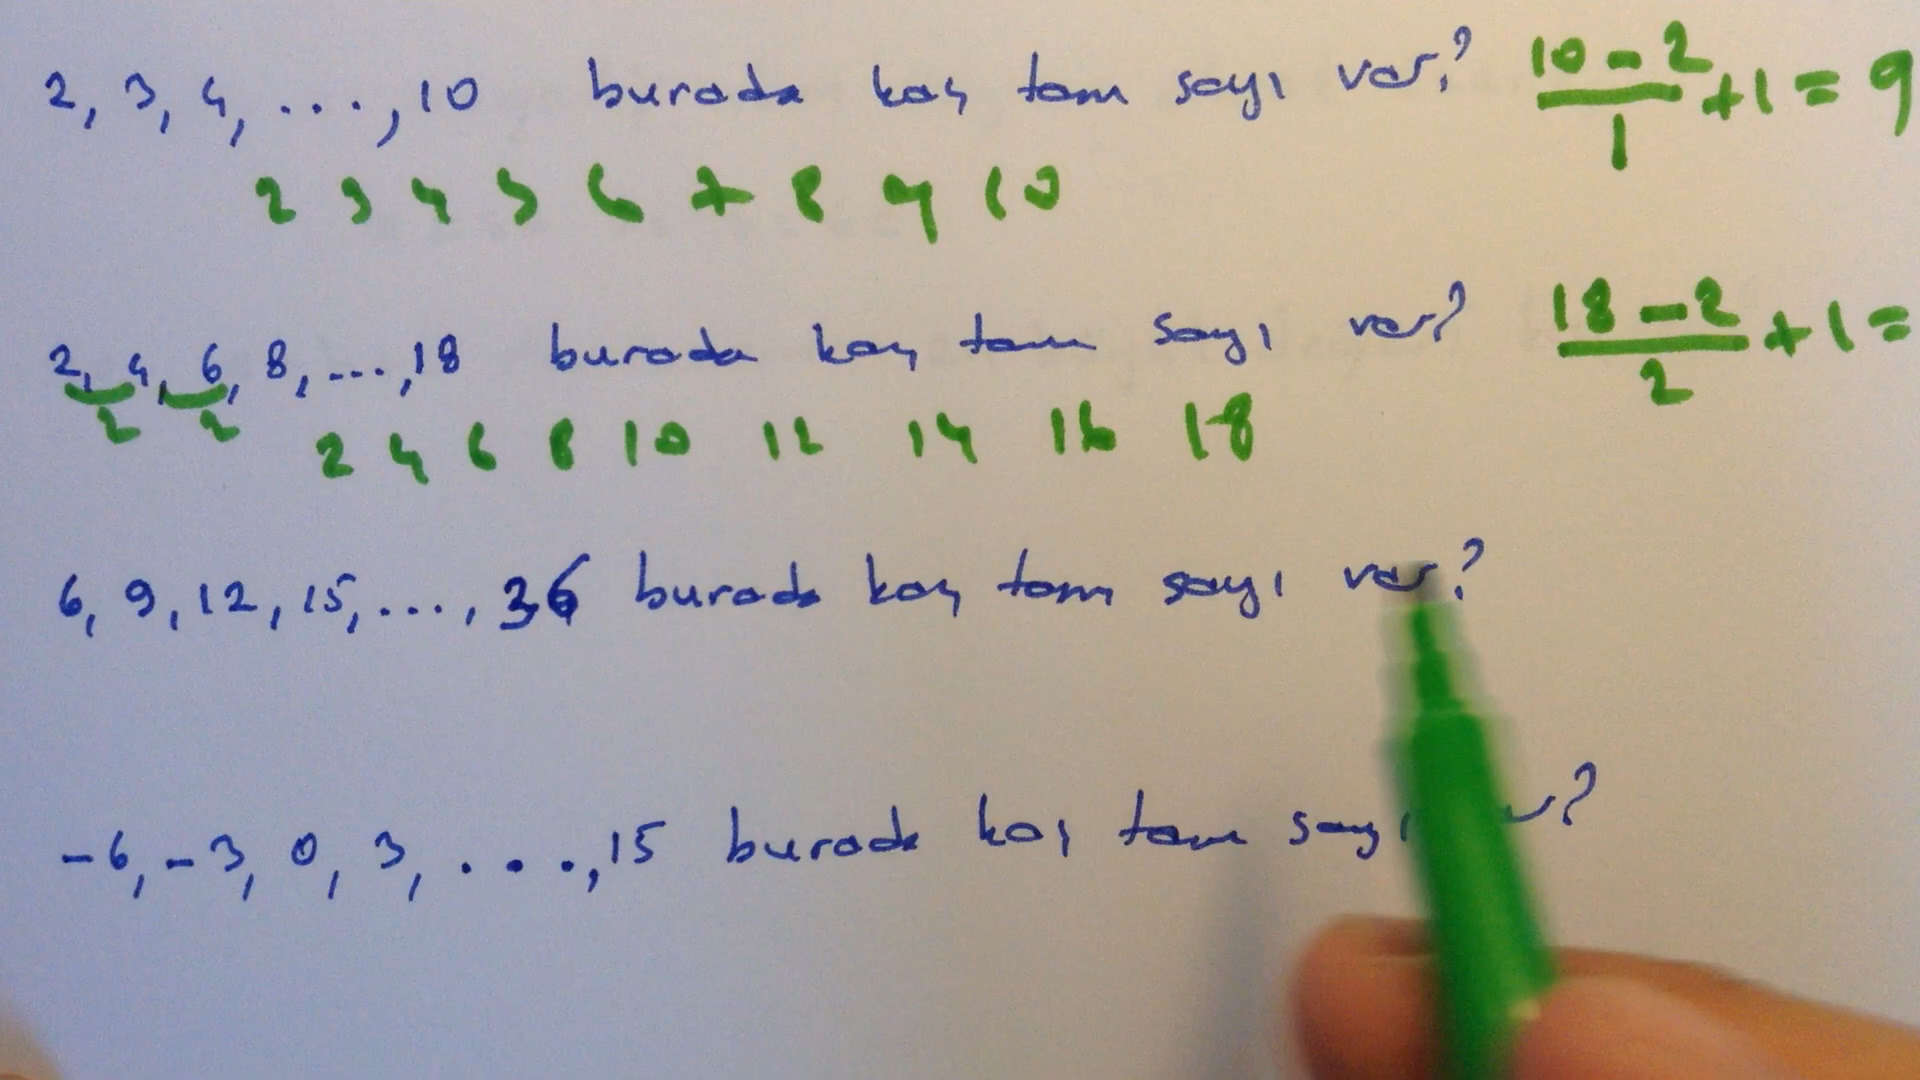 2, 3, 4, ..., 10 burada kaç tam sayı var? 10-2/1 +1 = 9
2 3 4 5 6 7 8 9 10
2, 4, 6, 8, ..., 18 burada kaç tam sayı var? 18-2/2 +1 =
2 2
2 4 6 8 10 12 14 16 18
6, 9, 12, 15, ..., 36 burada kaç tam sayı var?
-6, -3, 0, 3, ..., 15 burada kaç tam sayı ?